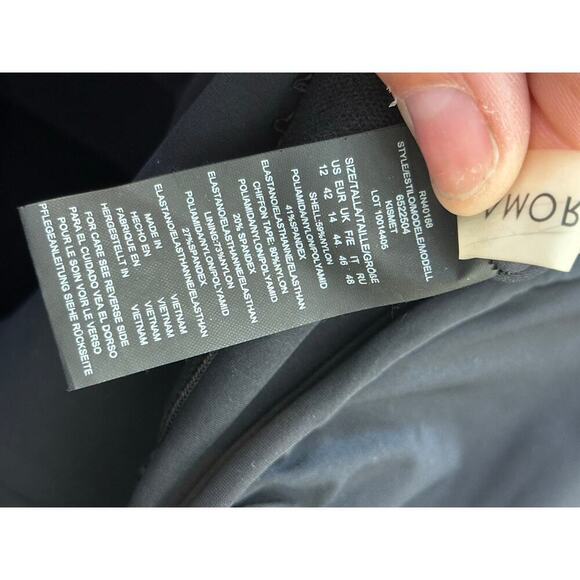 RN40168
STYLE/ESTILO/MODELE/MODELL
6522504
KISMET
LOT 10014405
SIZE/TALLA/TAILLE/GRÖBE
US EUR UK F/E IT RU
12 42 14 44 46 48
SHELL:59%NYLON
POLIAMIDA/NYLON/POLYAMID
41% SPANDEX
ELASTANO/ELASTHANNE/ELASTHAN
CHIFFON TAPE: 80%NYLON
POLIAMIDA/NYLON/POLYAMID
20% SPANDEX
ELASTANO/ELASTHANNE/ELASTHAN
LINING:73%NYLON
POLIAMIDA/NYLON/POLYAMID
27%SPANDEX
ELASTANO/ELASTHANNE/ELASTHAN
MADE IN VIETNAM
HECHO EN VIETNAM
FABRIQUE EN VIETNAM
HERGESTELLT IN VIETNAM
FOR CARE SEE REVERSE SIDE
PARA EL CUIDADO VEA EL DORSO
POUR LE SOIN VOIR LE VERSO
PFLEGEANLEITUNG SIEHE RÜCKSEITE
AMOR